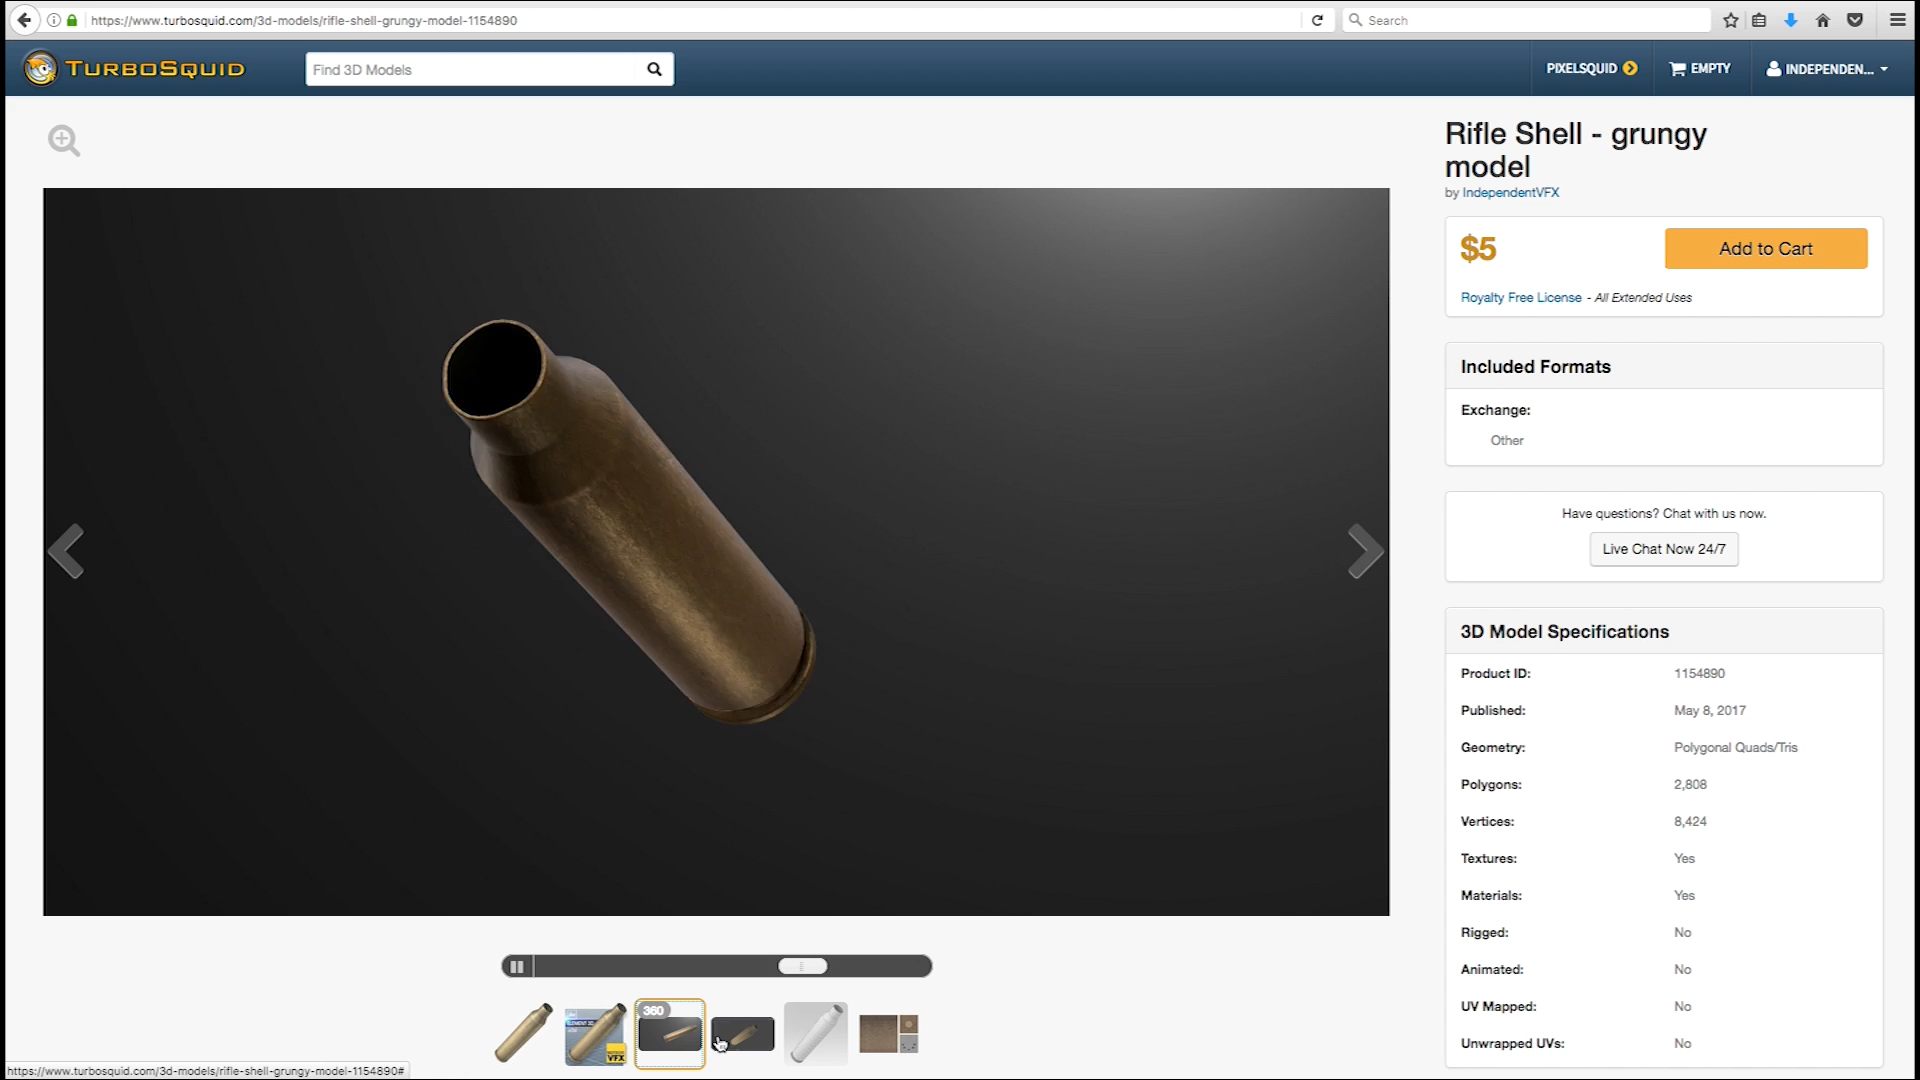 https://www.turbosquid.com/3d-models/rifle-shell-grungy-model-1154890
Search
TURBOSQUID
Find 3D Models
PIXELSQUID
EMPTY
INDEPENDEN...
Rifle Shell - grungy
model
by IndependentVFX
$5
Add to Cart
Royalty Free License - All Extended Uses
Included Formats
Exchange:
Other
Have questions? Chat with us now.
Live Chat Now 24/7
3D Model Specifications
Product ID: 1154890
Published: May 8, 2017
Geometry: Polygonal Quads/Tris
Polygons: 2,808
Vertices: 8,424
Textures: Yes
Materials: Yes
Rigged: No
Animated: No
UV Mapped: No
Unwrapped UVs: No
360
ELEMENT 3D
VFX
https://www.turbosquid.com/3d-models/rifle-shell-grungy-model-1154890#